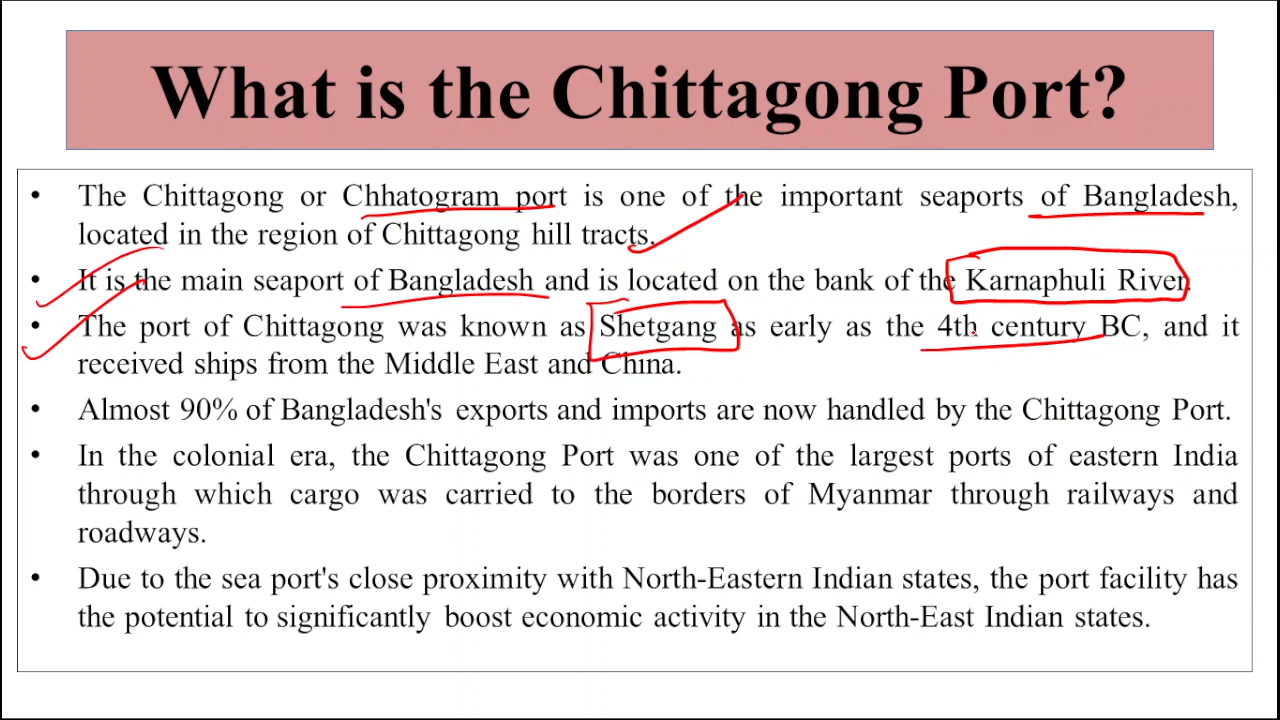 What is the Chittagong Port?
• The Chittagong or Chhatogram port is one of the important seaports of Bangladesh,
located in the region of Chittagong hill tracts.
• It is the main seaport of Bangladesh and is located on the bank of the Karnaphuli River.
• The port of Chittagong was known as Shetgang as early as the 4th century BC, and it
received ships from the Middle East and China.
• Almost 90% of Bangladesh's exports and imports are now handled by the Chittagong Port.
• In the colonial era, the Chittagong Port was one of the largest ports of eastern India
through which cargo was carried to the borders of Myanmar through railways and
roadways.
• Due to the sea port's close proximity with North-Eastern Indian states, the port facility has
the potential to significantly boost economic activity in the North-East Indian states.